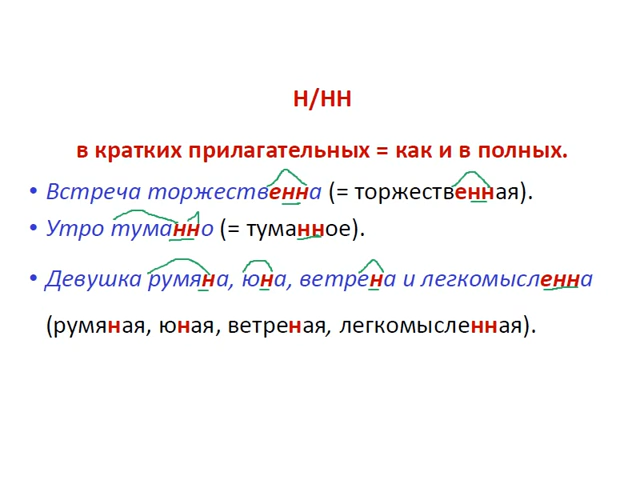 Н/НН
в кратких прилагательных = как и в полных.
• Встреча торжественна (= торжественная).
• Утро туманно (= туманное).
• Девушка румяна, юна, ветрена и легкомысленна
(румяная, юная, ветреная, легкомысленная).